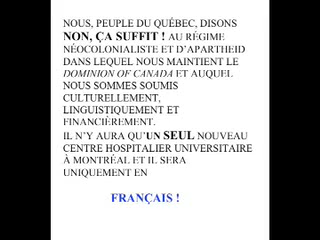 NOUS, PEUPLE DU QUÉBEC, DISONS
NON, ÇA SUFFIT ! AU RÉGIME
NÉOCOLONIALISTE ET D'APARTHEID
DANS LEQUEL NOUS MAINTIENT LE
DOMINION OF CANADA ET AUQUEL
NOUS SOMMES SOUMIS
CULTURELLEMENT,
LINGUISTIQUEMENT ET
FINANCIÈREMENT.
IL N'Y AURA QU'UN SEUL NOUVEAU
CENTRE HOSPITALIER UNIVERSITAIRE
À MONTRÉAL ET IL SERA
UNIQUEMENT EN
FRANÇAIS !